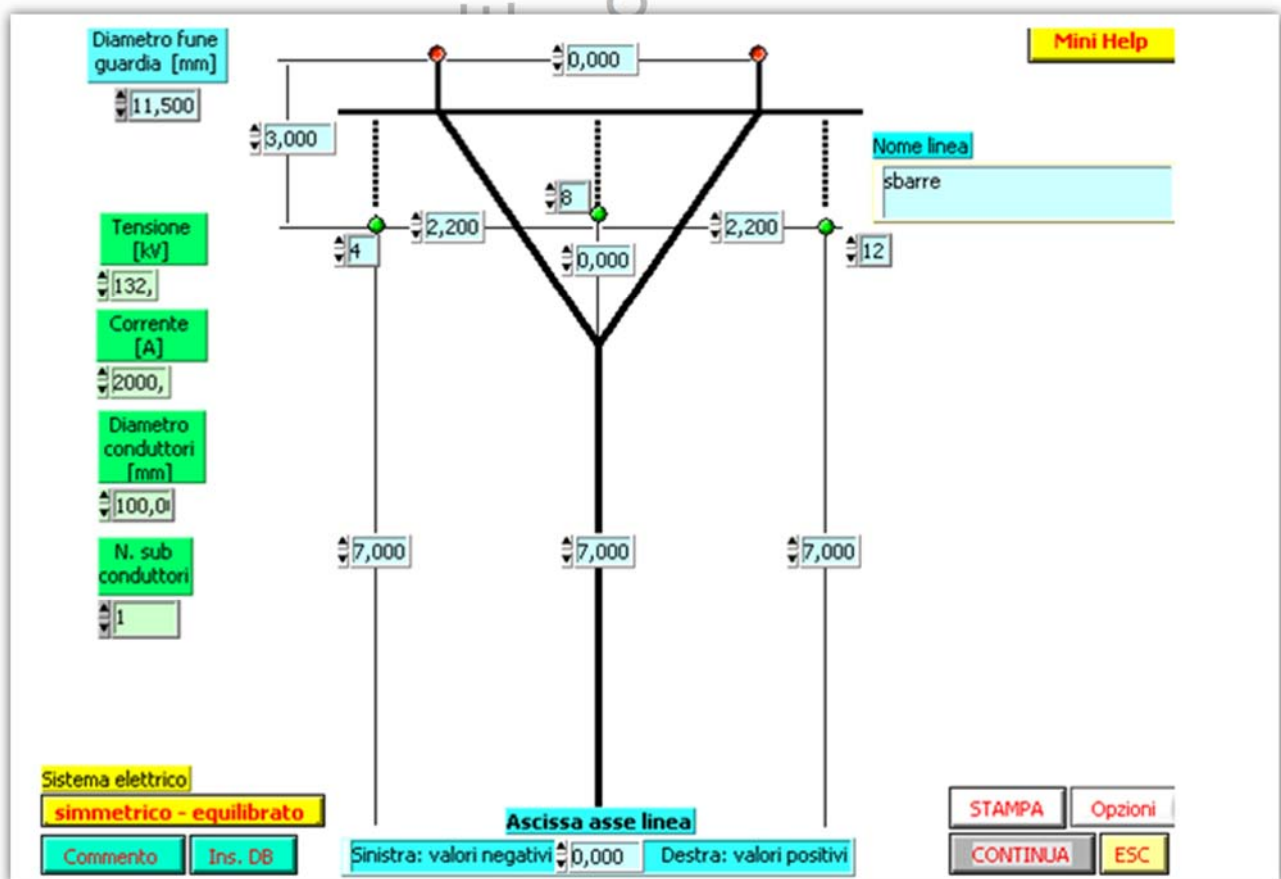 Diametro fune
guardia [mm]
11,500
0,000
Mini Help
3,000
Nome linea
sbarre
8
2,200
2,200
4
0,000
12
Tensione
[kV]
132,
Corrente
[A]
2000,
Diametro
conduttori
[mm]
100,0
N. sub
conduttori
1
7,000
7,000
7,000
Sistema elettrico
simmetrico - equilibrato
Commento
Ins. DB
Ascissa asse linea
Sinistra: valori negativi
0,000
Destra: valori positivi
STAMPA
Opzioni
CONTINUA
ESC